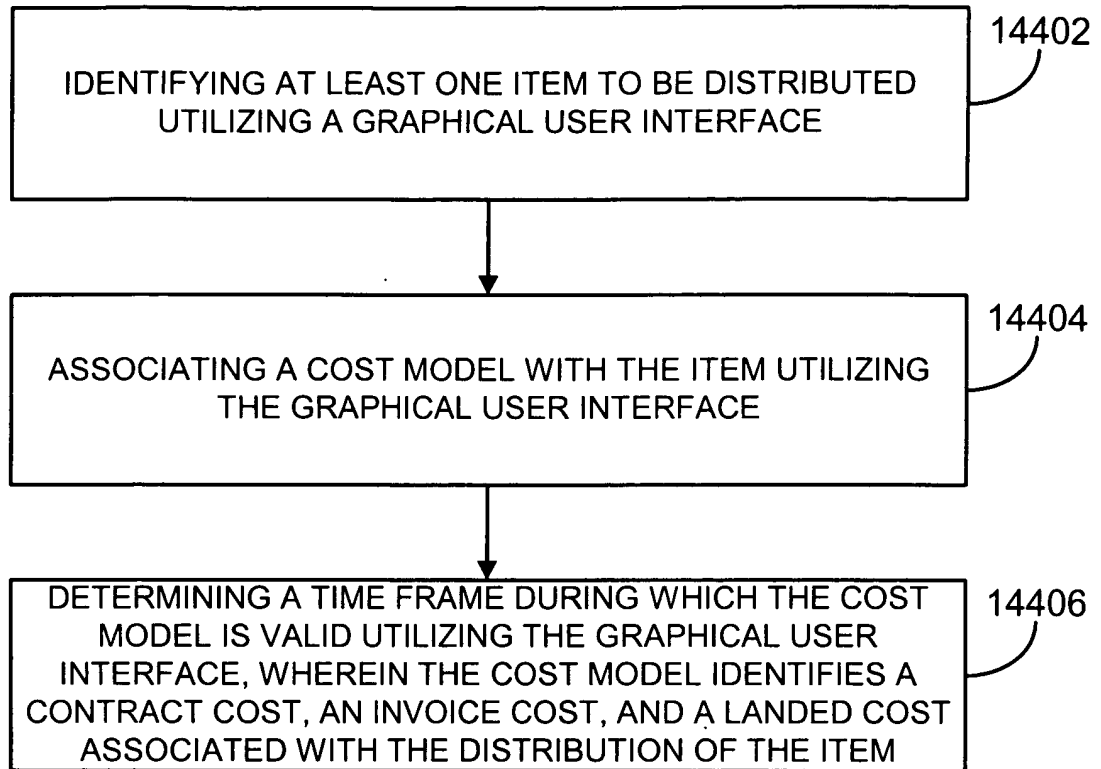 14402
IDENTIFYING AT LEAST ONE ITEM TO BE DISTRIBUTED
UTILIZING A GRAPHICAL USER INTERFACE
14404
ASSOCIATING A COST MODEL WITH THE ITEM UTILIZING
THE GRAPHICAL USER INTERFACE
14406
DETERMINING A TIME FRAME DURING WHICH THE COST
MODEL IS VALID UTILIZING THE GRAPHICAL USER
INTERFACE, WHEREIN THE COST MODEL IDENTIFIES A
CONTRACT COST, AN INVOICE COST, AND A LANDED COST
ASSOCIATED WITH THE DISTRIBUTION OF THE ITEM